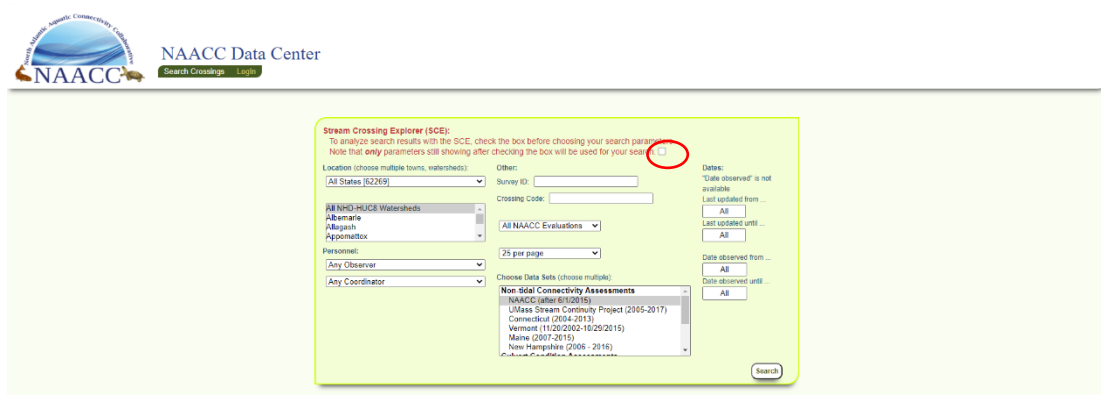 North Atlantic Aquatic Connectivity Collaborative
NAACC
NAACC Data Center
Search Crossings Login
Stream Crossing Explorer (SCE):
To analyze search results with the SCE, check the box before choosing your search parameters.
Note that only parameters still showing after checking the box will be used for your search.
Location (choose multiple towns, watersheds):
All States [62269]
All NHD-HUC8 Watersheds
Albemarle
Allagash
Appomattox
Personnel:
Any Observer
Any Coordinator
Other:
Survey ID:
Crossing Code:
All NAACC Evaluations
25 per page
Choose Data Sets (choose multiple):
Non-tidal Connectivity Assessments
NAACC (after 6/1/2015)
UMass Stream Continuity Project (2005-2017)
Connecticut (2004-2013)
Vermont (11/20/2002-10/29/2015)
Maine (2007-2015)
New Hampshire (2006 - 2016)
Culvert Condition Assessments
Dates:
"Date observed" is not
available
Last updated from ...
All
Last updated until ...
All
Date observed from ...
All
Date observed until ...
All
Search